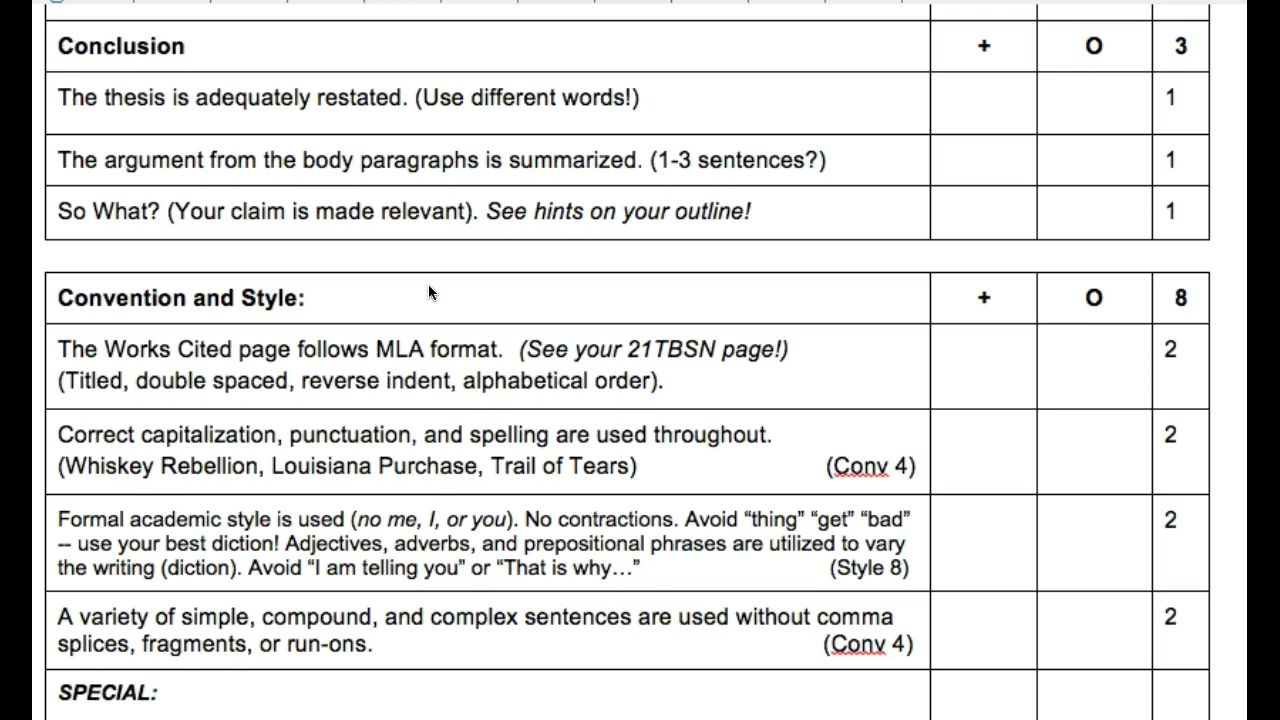 Conclusion + O 3
The thesis is adequately restated. (Use different words!) 1
The argument from the body paragraphs is summarized. (1-3 sentences?) 1
So What? (Your claim is made relevant). See hints on your outline! 1
Convention and Style: + O 8
The Works Cited page follows MLA format. (See your 21TBSN page!) 2
(Titled, double spaced, reverse indent, alphabetical order).
Correct capitalization, punctuation, and spelling are used throughout. 2
(Whiskey Rebellion, Louisiana Purchase, Trail of Tears) (Conv 4)
Formal academic style is used (no me, I, or you). No contractions. Avoid “thing” “get” “bad” 2
-- use your best diction! Adjectives, adverbs, and prepositional phrases are utilized to vary
the writing (diction). Avoid “I am telling you” or “That is why…” (Style 8)
A variety of simple, compound, and complex sentences are used without comma 2
splices, fragments, or run-ons. (Conv 4)
SPECIAL: